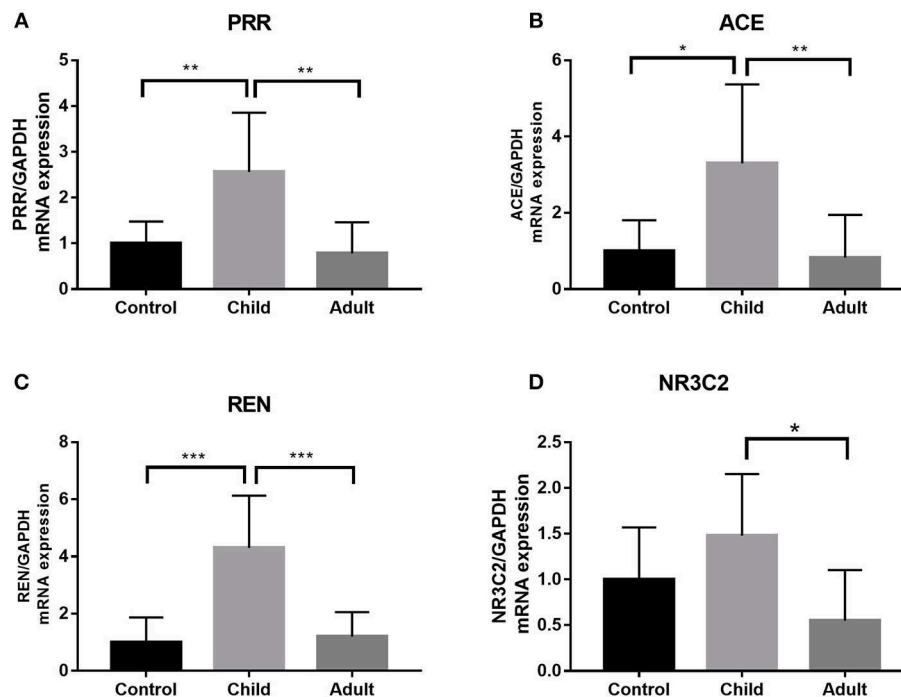 A
PRR
PRR/GAPDH
mRNA expression
5
4
3
2
1
0
**
**
Control Child Adult
B
ACE
ACE/GAPDH
mRNA expression
6
4
2
0
*
**
Control Child Adult
C
REN
REN/GAPDH
mRNA expression
8
6
4
2
0
***
***
Control Child Adult
D
NR3C2
NR3C2/GAPDH
mRNA expression
2.5
2.0
1.5
1.0
0.5
0.0
*
Control Child Adult